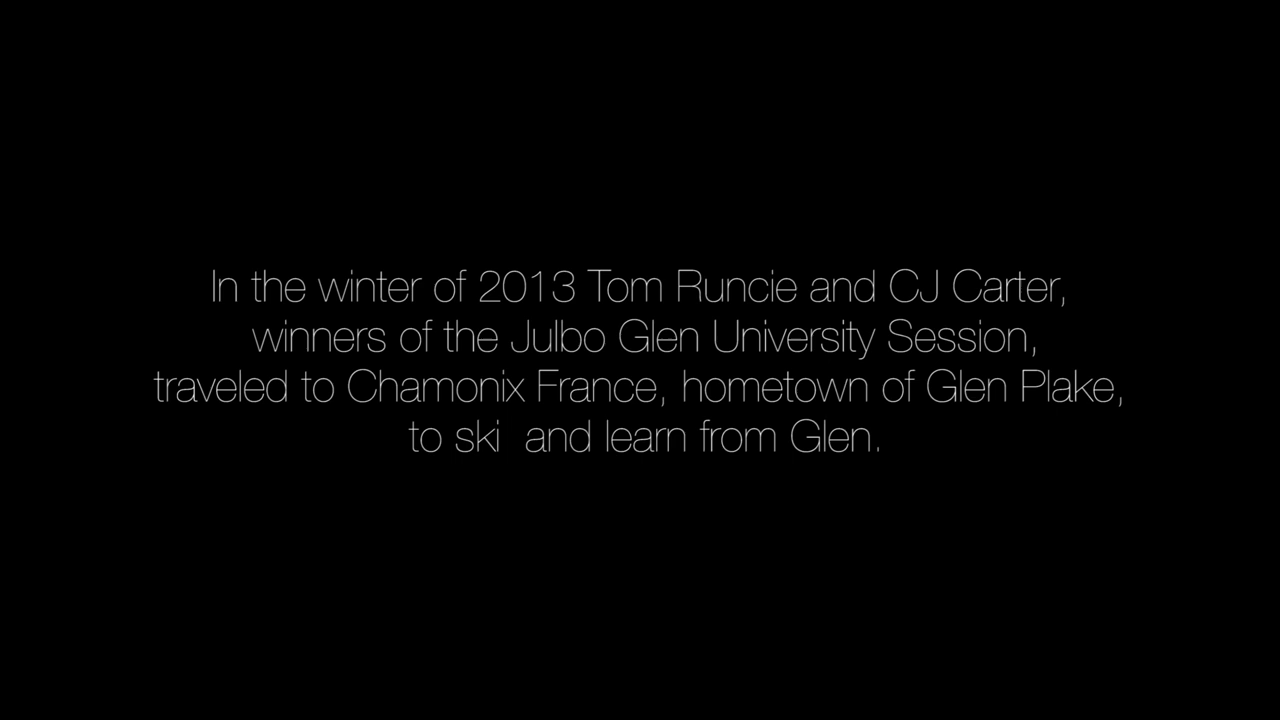 In the winter of 2013 Tom Runcie and CJ Carter,
winners of the Julbo Glen University Session,
traveled to Chamonix France, hometown of Glen Plake,
to ski  and learn from Glen.